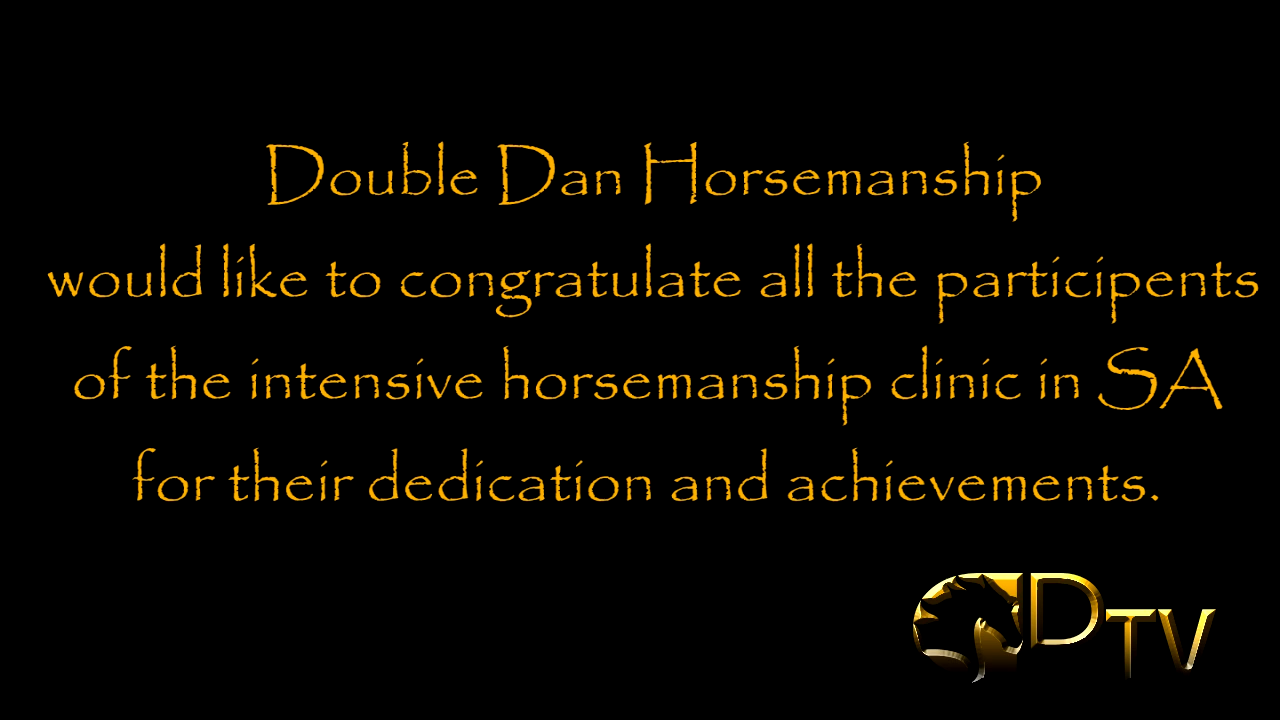 Double Dan Horsemanship
would like to congratulate all the participents
of the intensive horsemanship clinic in SA
for their dedication and achievements.
DTV